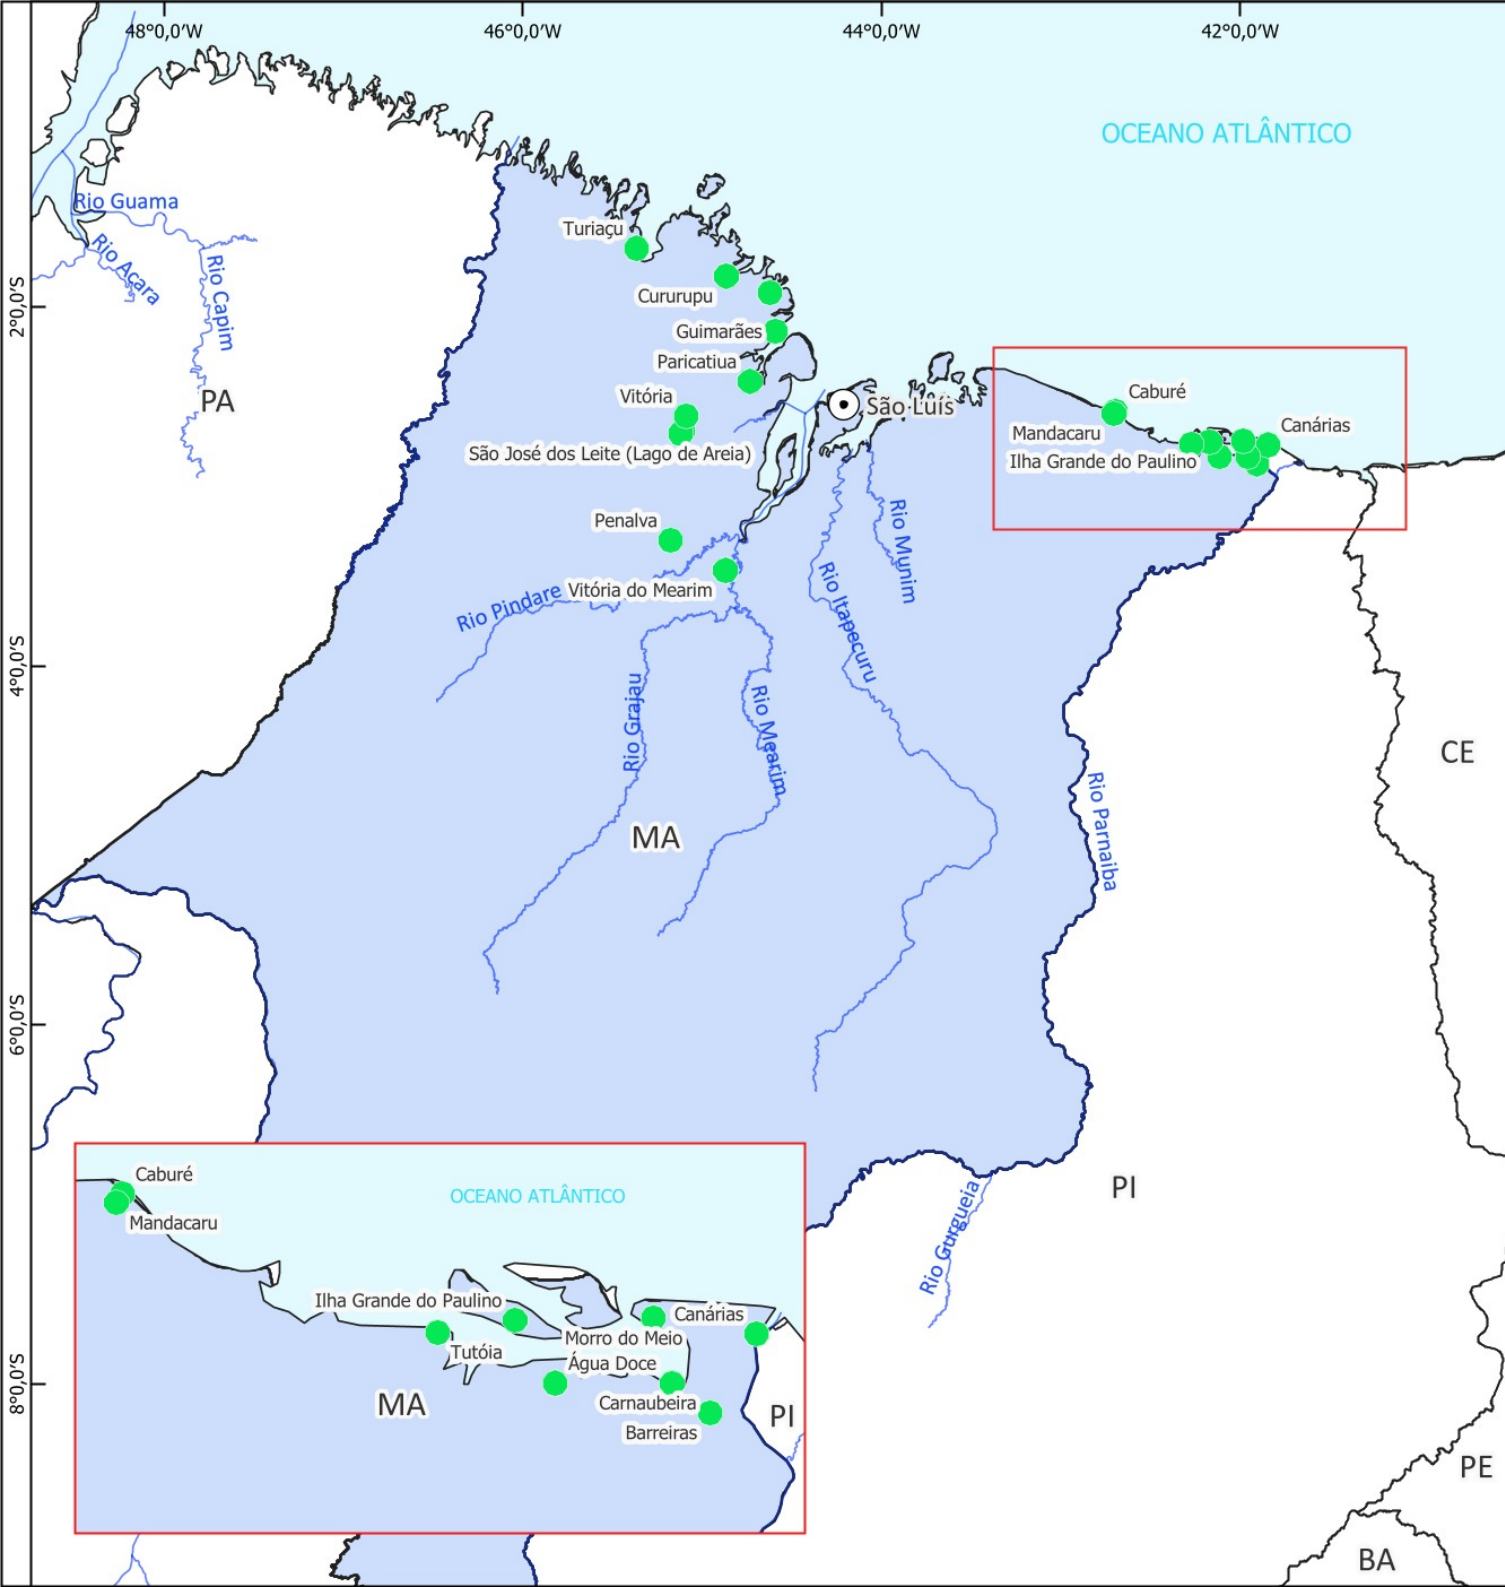 48°0,0'W
46°0,0'W
44°0,0'W
42°0,0'W
OCEANO ATLÂNTICO
Rio Guama
Rio Acara
Rio Capim
Turiaçu
Cururupu
2°0,0'S
Guimarães
Paricatiua
PA
Vitória
São Luís
Caburé
Mandacaru
Canárias
São José dos Leite (Lago de Areia)
Ilha Grande do Paulino
Penalva
Rio Munim
Vitória do Mearim
Rio Pindare
Rio Itapecuru
4°0,0'S
Rio Grajau
Rio Mearim
CE
MA
Rio Parnaiba
6°0,0'S
PI
Rio Gurgueia
Caburé
OCEANO ATLÂNTICO
Mandacaru
Ilha Grande do Paulino
Canárias
Morro do Meio
Tutóia
Água Doce
8°0,0'S
MA
Carnaubeira
PI
Barreiras
PE
BA